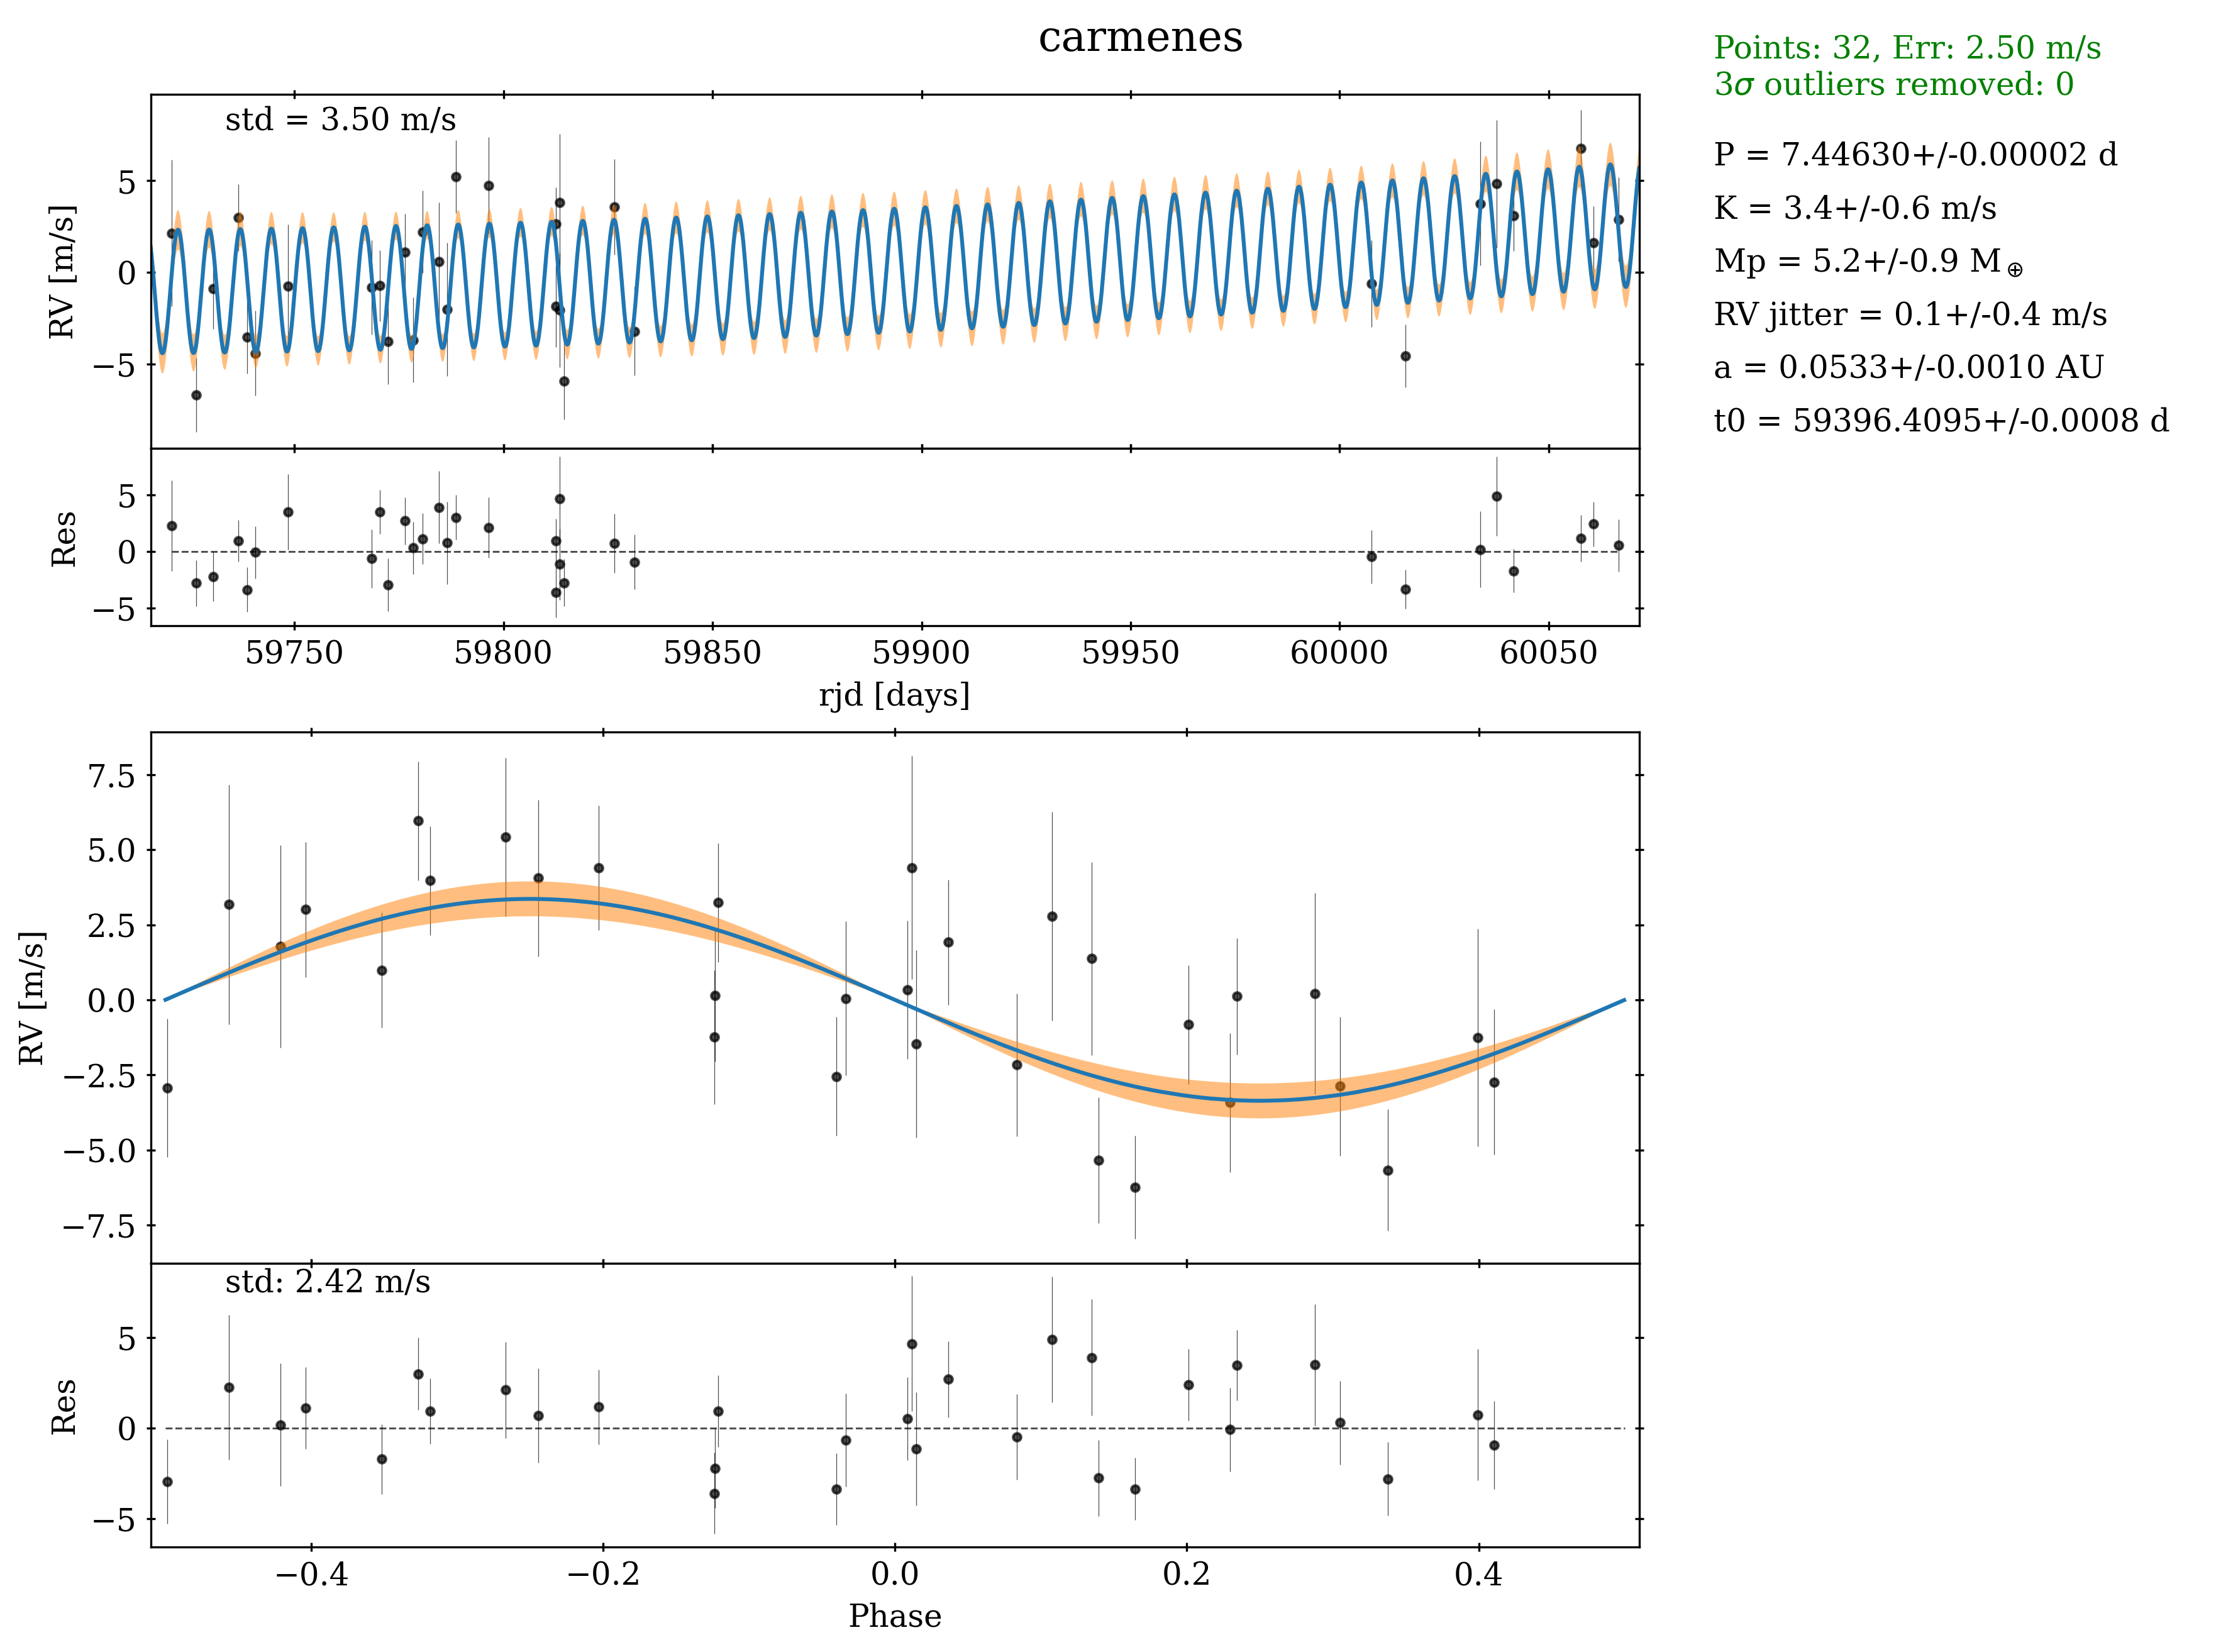 carmenes
Points: 32, Err: 2.50 m/s
3σ outliers removed: 0
P = 7.44630+/-0.00002 d
K = 3.4+/-0.6 m/s
Mp = 5.2+/-0.9 M⊕
RV jitter = 0.1+/-0.4 m/s
a = 0.0533+/-0.0010 AU
t0 = 59396.4095+/-0.0008 d
std = 3.50 m/s
RV [m/s]
5
0
−5
Res
5
0
−5
59750 59800 59850 59900 59950 60000 60050
rjd [days]
RV [m/s]
7.5
5.0
2.5
0.0
−2.5
−5.0
−7.5
std: 2.42 m/s
Res
5
0
−5
−0.4 −0.2 0.0 0.2 0.4
Phase